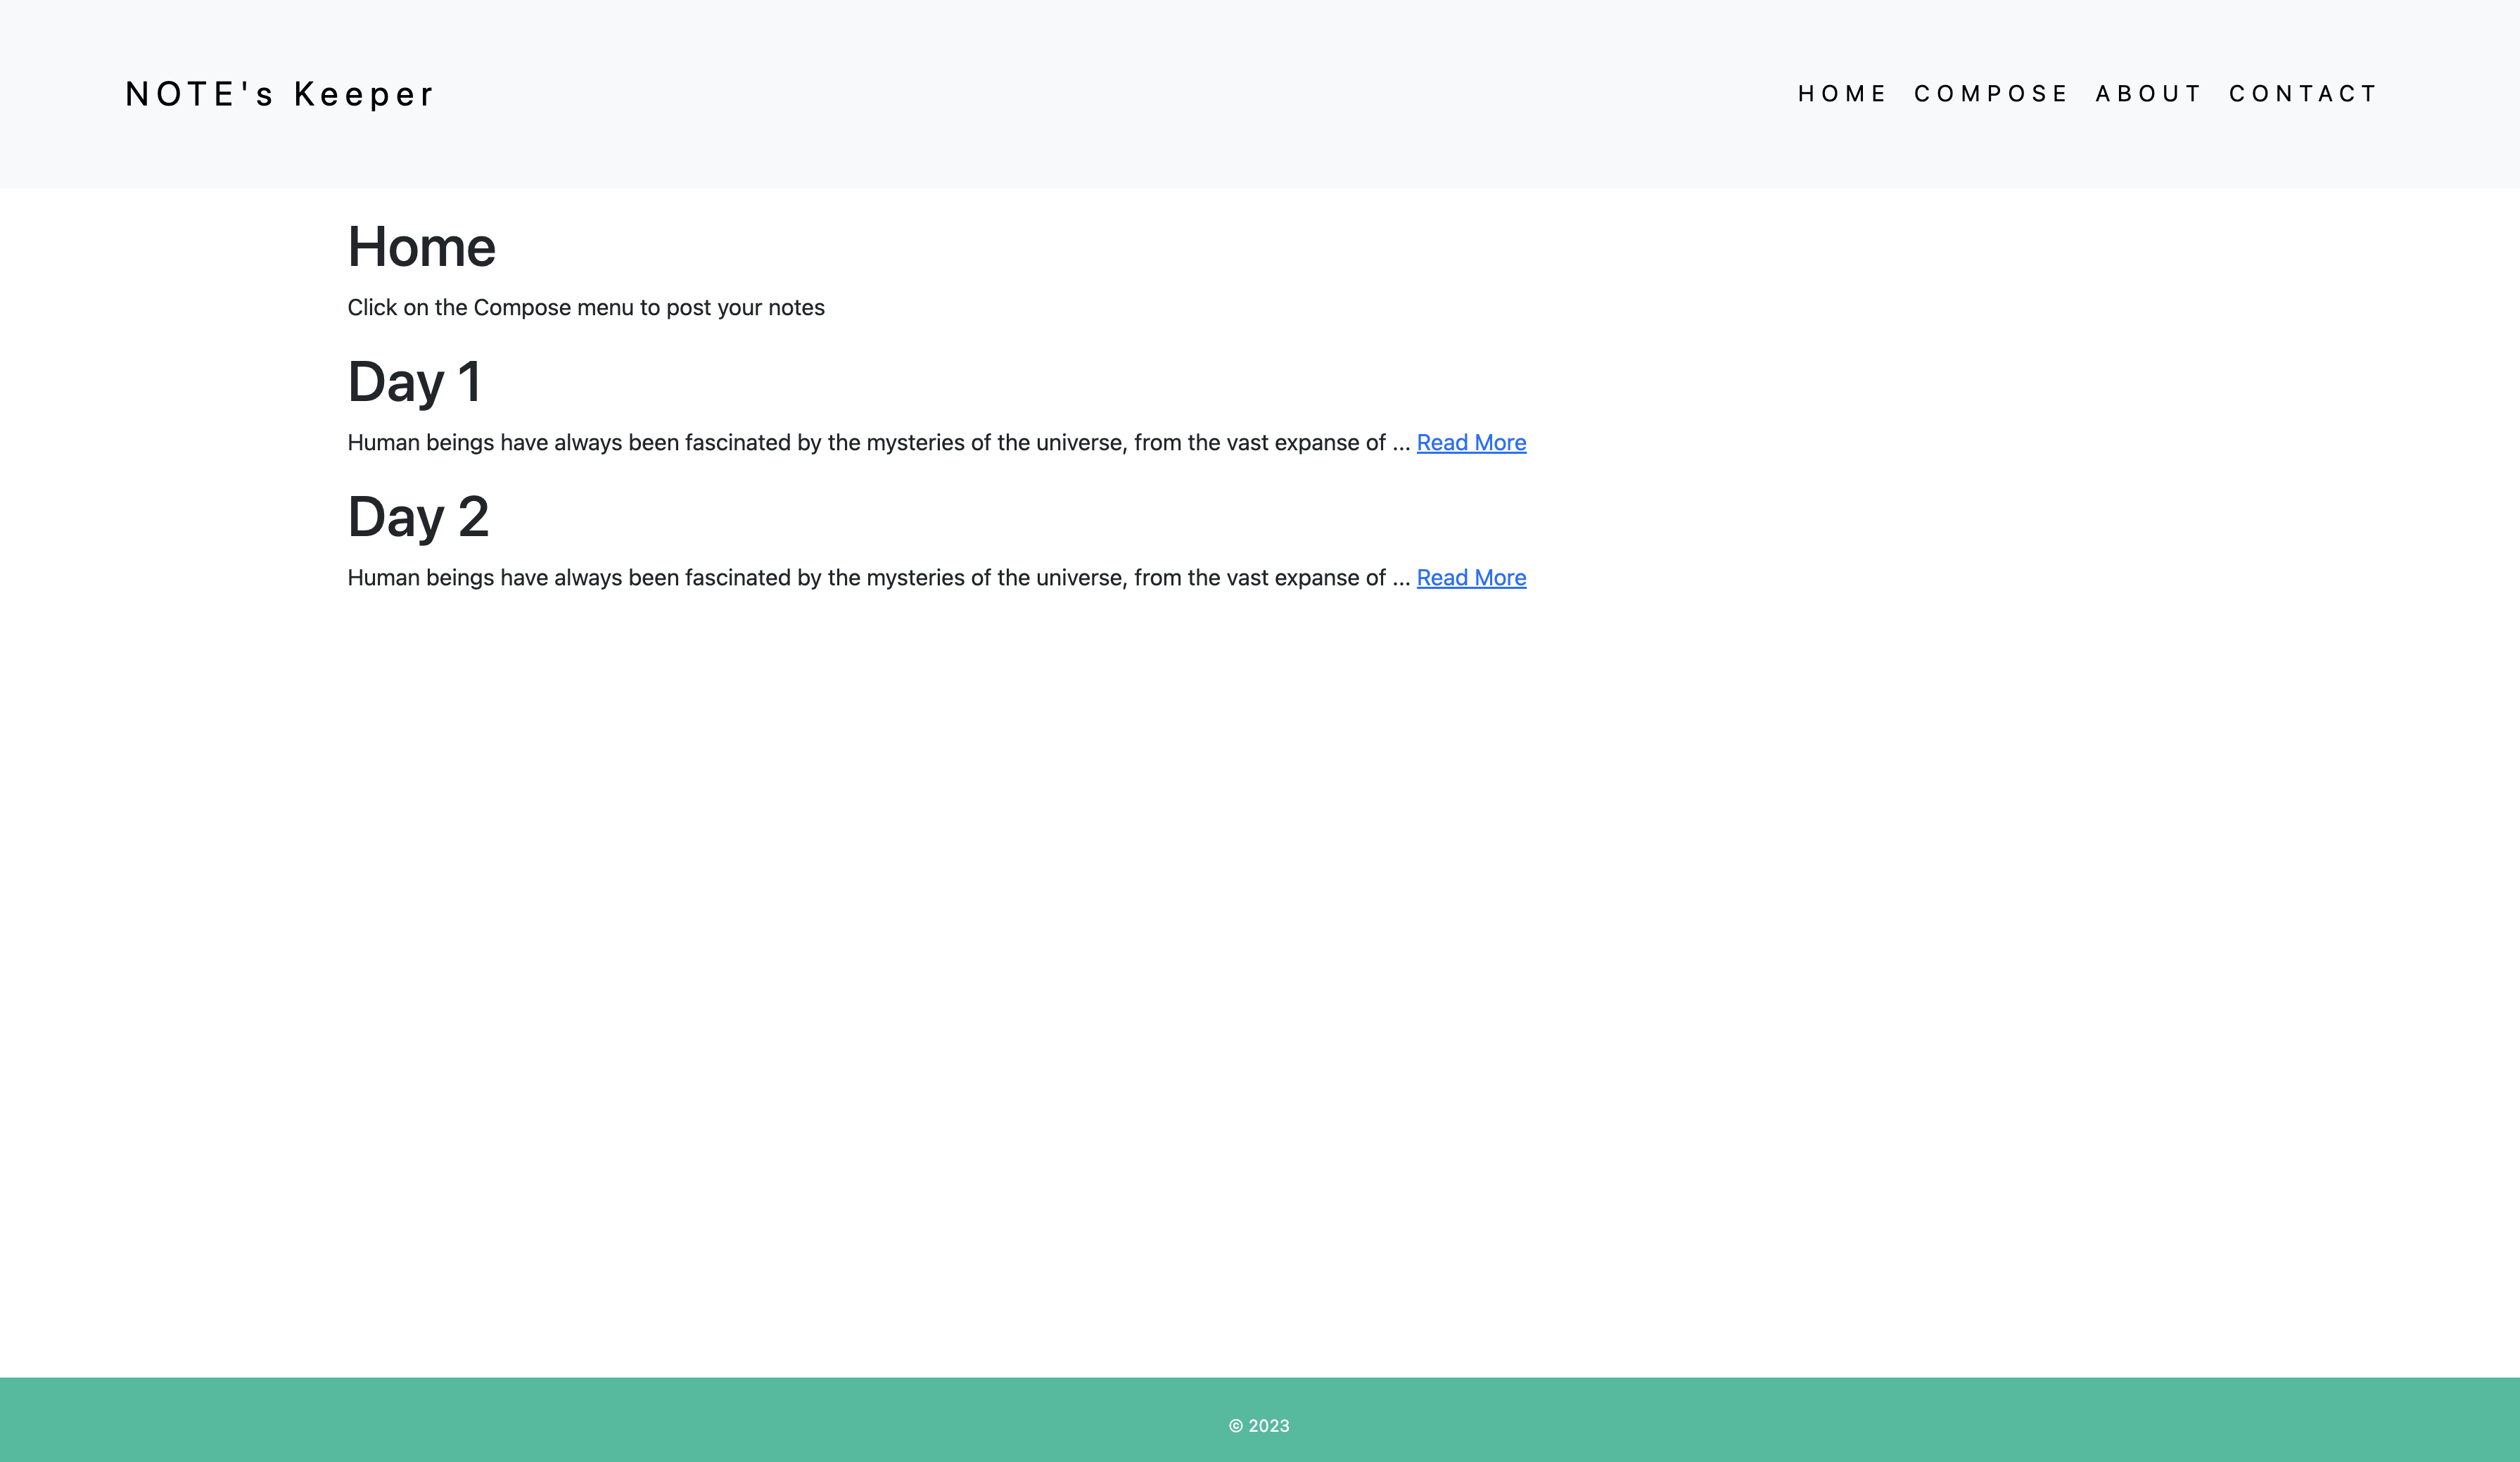 NOTE's Keeper
HOME COMPOSE ABOUT CONTACT
Home
Click on the Compose menu to post your notes
Day 1
Human beings have always been fascinated by the mysteries of the universe, from the vast expanse of ... Read More
Day 2
Human beings have always been fascinated by the mysteries of the universe, from the vast expanse of ... Read More
© 2023